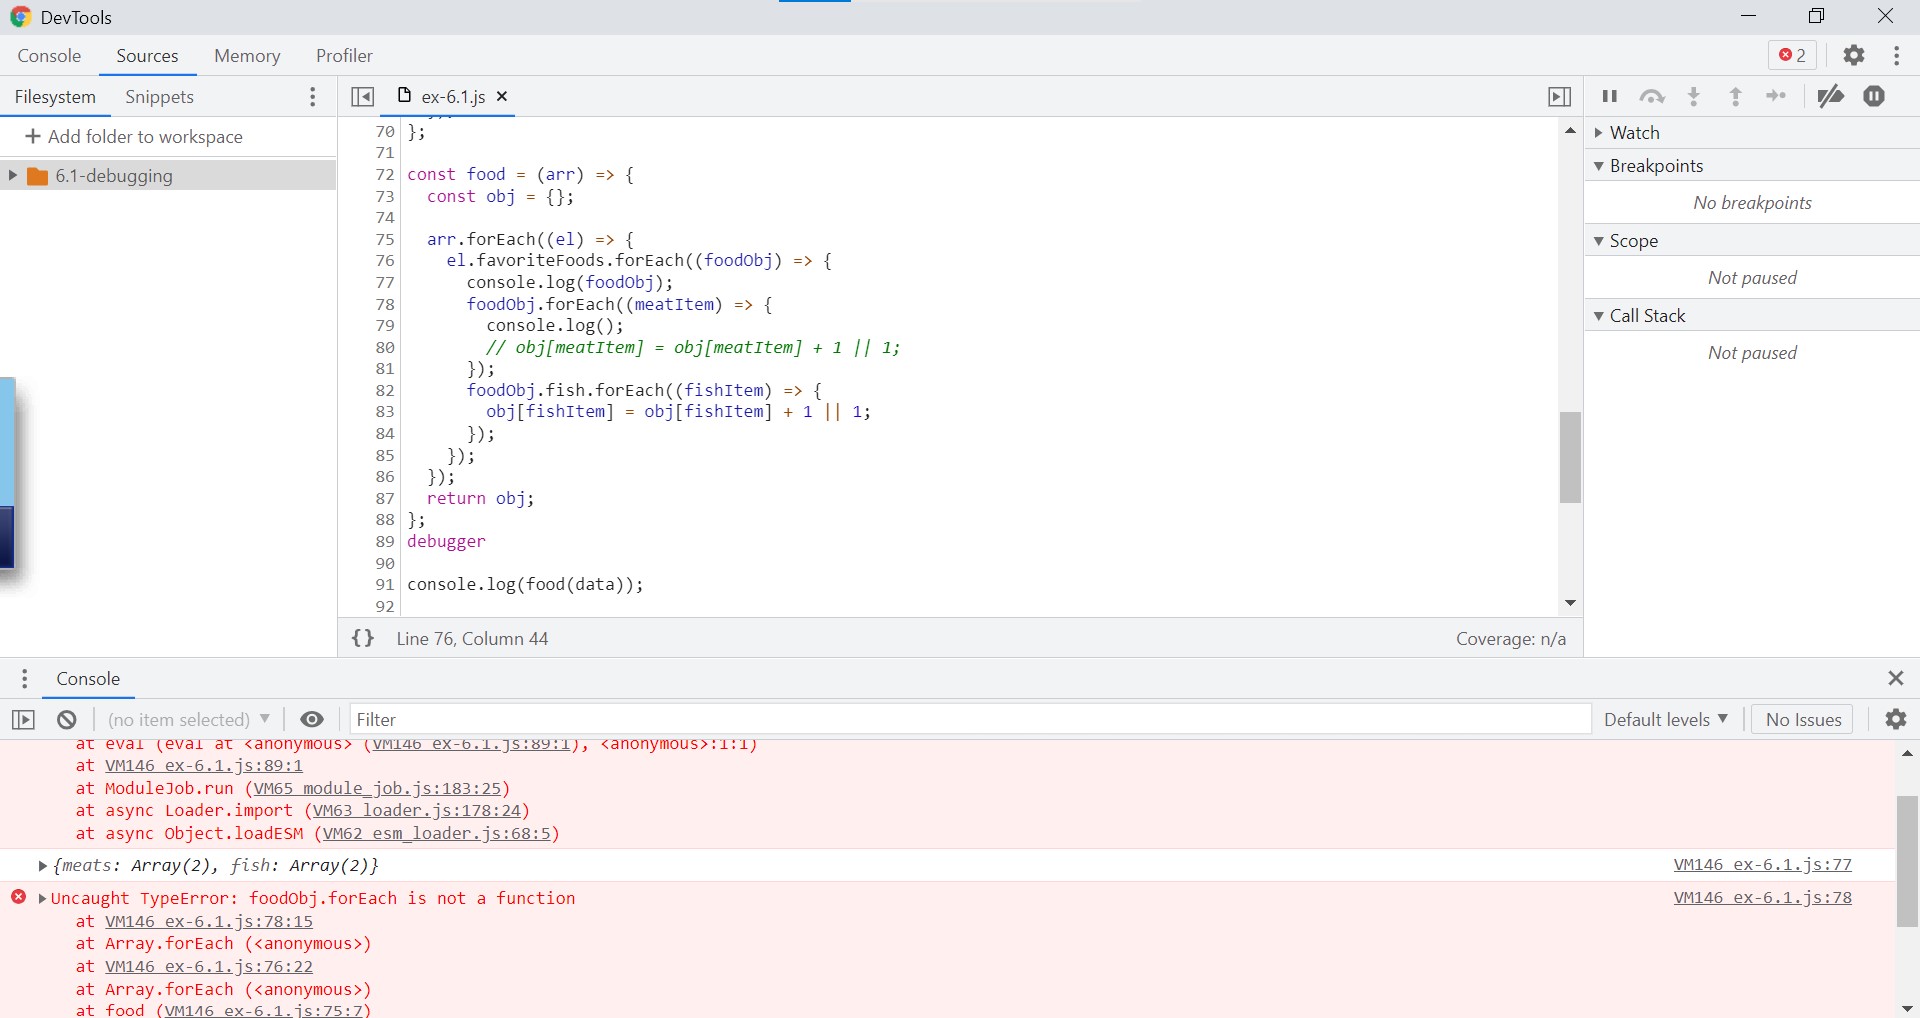 DevTools
Console Sources Memory Profiler 2
Filesystem Snippets ex-6.1.js
+ Add folder to workspace
6.1-debugging
70 };
71
72 const food = (arr) => {
73 const obj = {};
74
75 arr.forEach((el) => {
76 el.favoriteFoods.forEach((foodObj) => {
77 console.log(foodObj);
78 foodObj.forEach((meatItem) => {
79 console.log();
80 // obj[meatItem] = obj[meatItem] + 1 || 1;
81 });
82 foodObj.fish.forEach((fishItem) => {
83 obj[fishItem] = obj[fishItem] + 1 || 1;
84 });
85 });
86 });
87 return obj;
88 };
89 debugger
90
91 console.log(food(data));
92
{} Line 76, Column 44 Coverage: n/a
Watch
Breakpoints
No breakpoints
Scope
Not paused
Call Stack
Not paused
Console
(no item selected) Filter Default levels No Issues
at eval (eval at <anonymous> (VM146 ex-6.1.js:89:1), <anonymous>:1:1)
at VM146 ex-6.1.js:89:1
at ModuleJob.run (VM65 module_job.js:183:25)
at async Loader.import (VM63 loader.js:178:24)
at async Object.loadESM (VM62 esm_loader.js:68:5)
{meats: Array(2), fish: Array(2)} VM146 ex-6.1.js:77
Uncaught TypeError: foodObj.forEach is not a function VM146 ex-6.1.js:78
at VM146 ex-6.1.js:78:15
at Array.forEach (<anonymous>)
at VM146 ex-6.1.js:76:22
at Array.forEach (<anonymous>)
at food (VM146 ex-6.1.js:75:7)